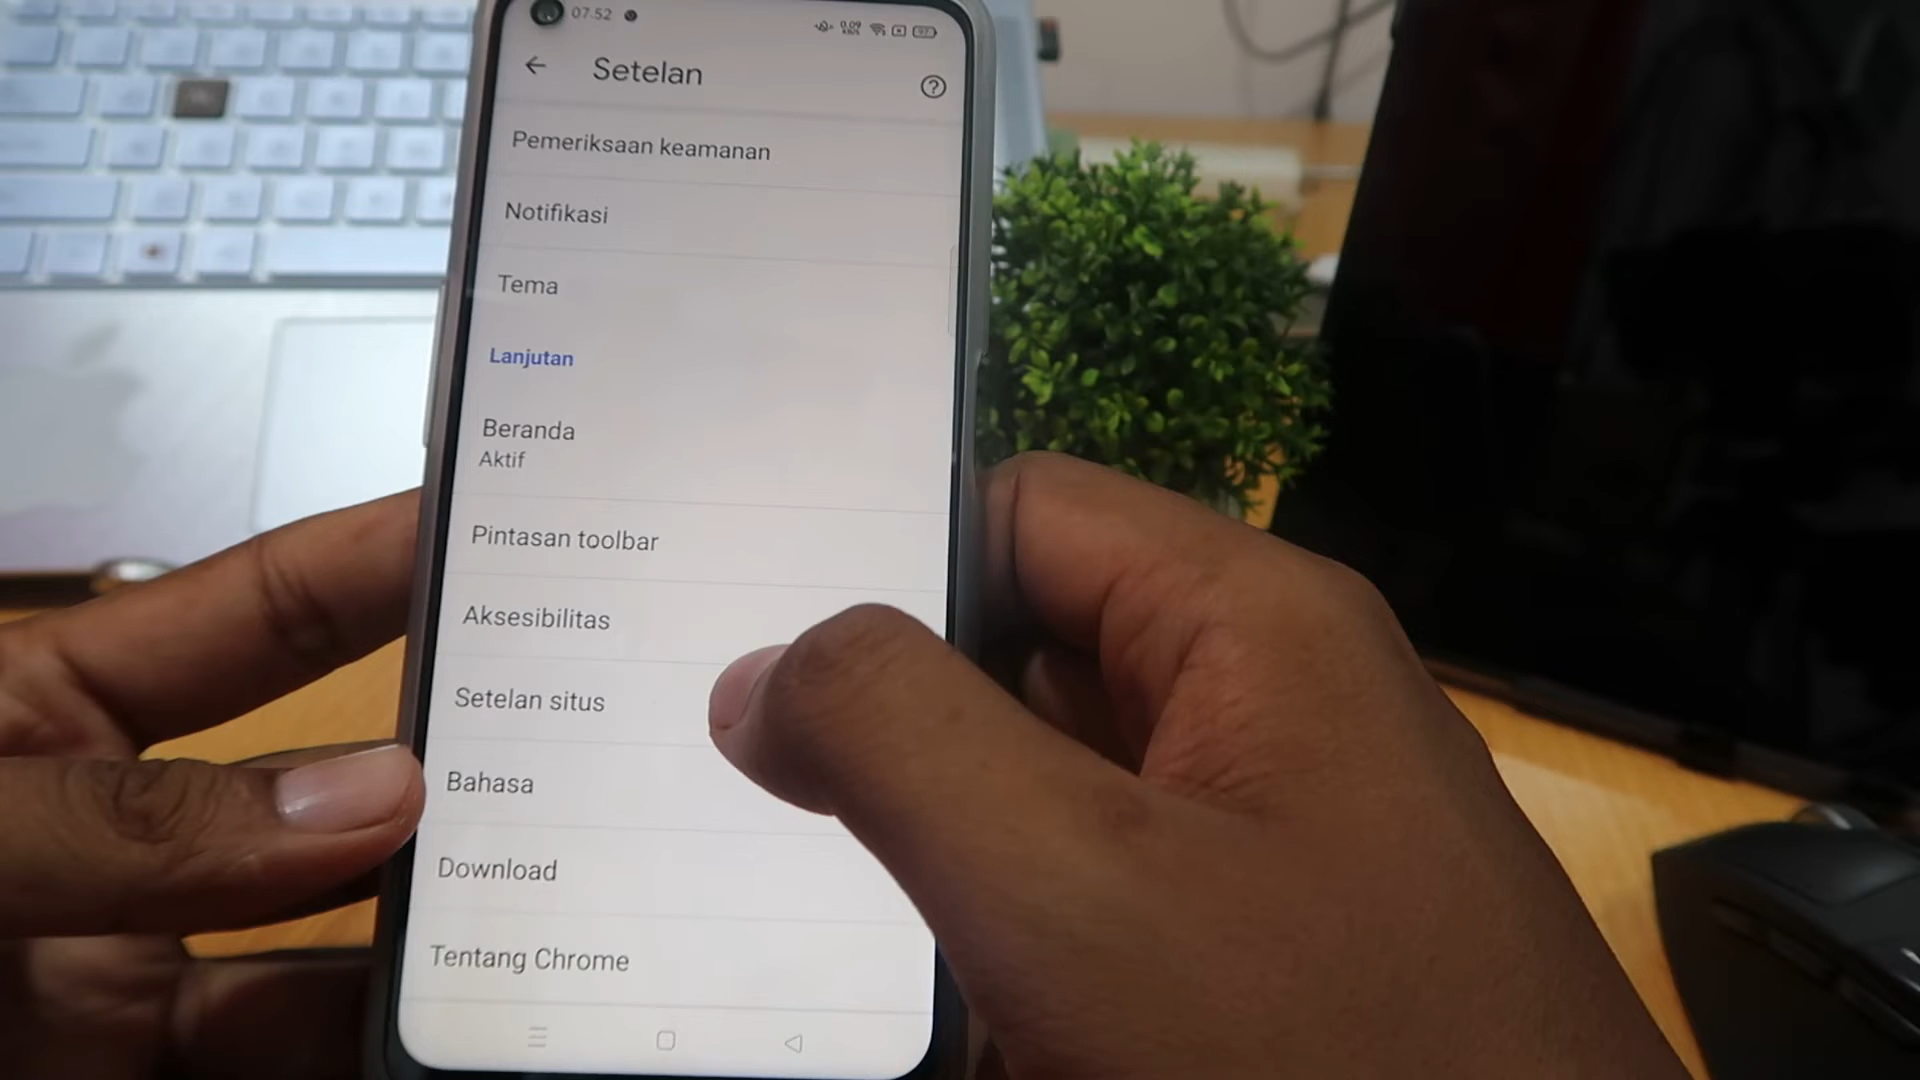 07.52
Setelan
Pemeriksaan keamanan
Notifikasi
Tema
Lanjutan
Beranda
Aktif
Pintasan toolbar
Aksesibilitas
Setelan situs
Bahasa
Download
Tentang Chrome